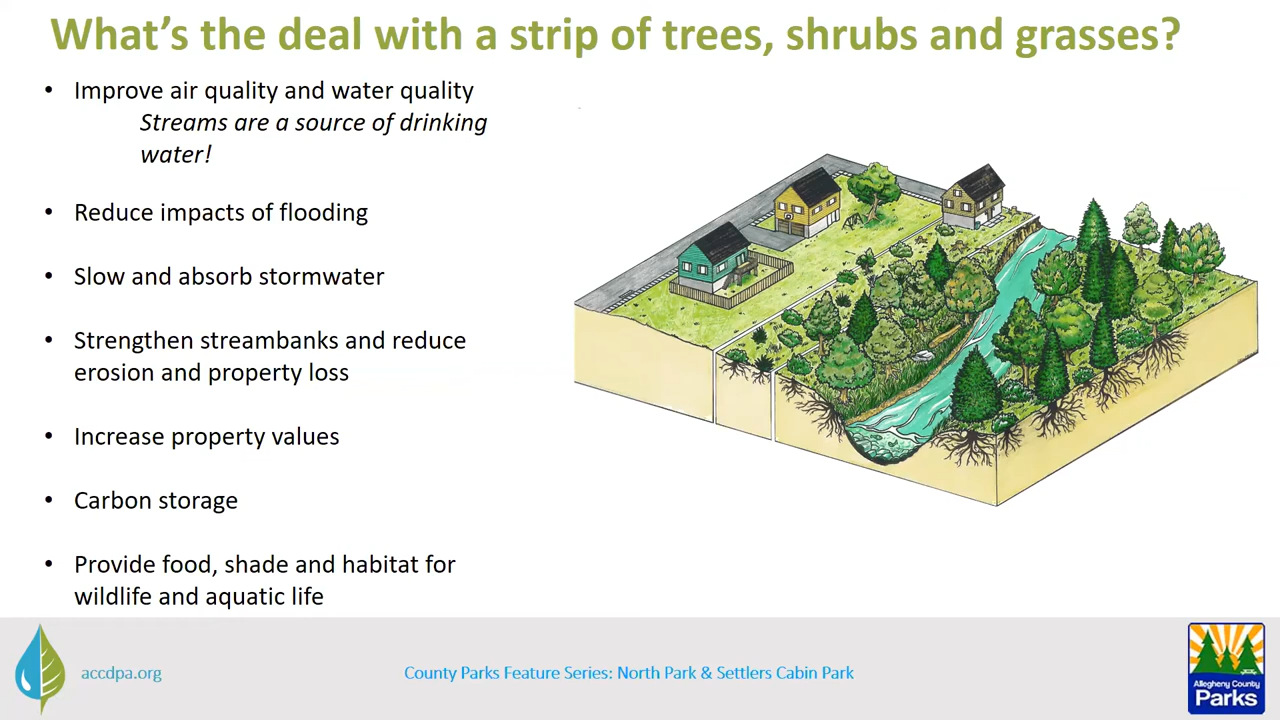 What's the deal with a strip of trees, shrubs and grasses?
• Improve air quality and water quality
Streams are a source of drinking
water!
• Reduce impacts of flooding
• Slow and absorb stormwater
• Strengthen streambanks and reduce
erosion and property loss
• Increase property values
• Carbon storage
• Provide food, shade and habitat for
wildlife and aquatic life
accdpa.org
County Parks Feature Series: North Park & Settlers Cabin Park
Allegheny County
Parks